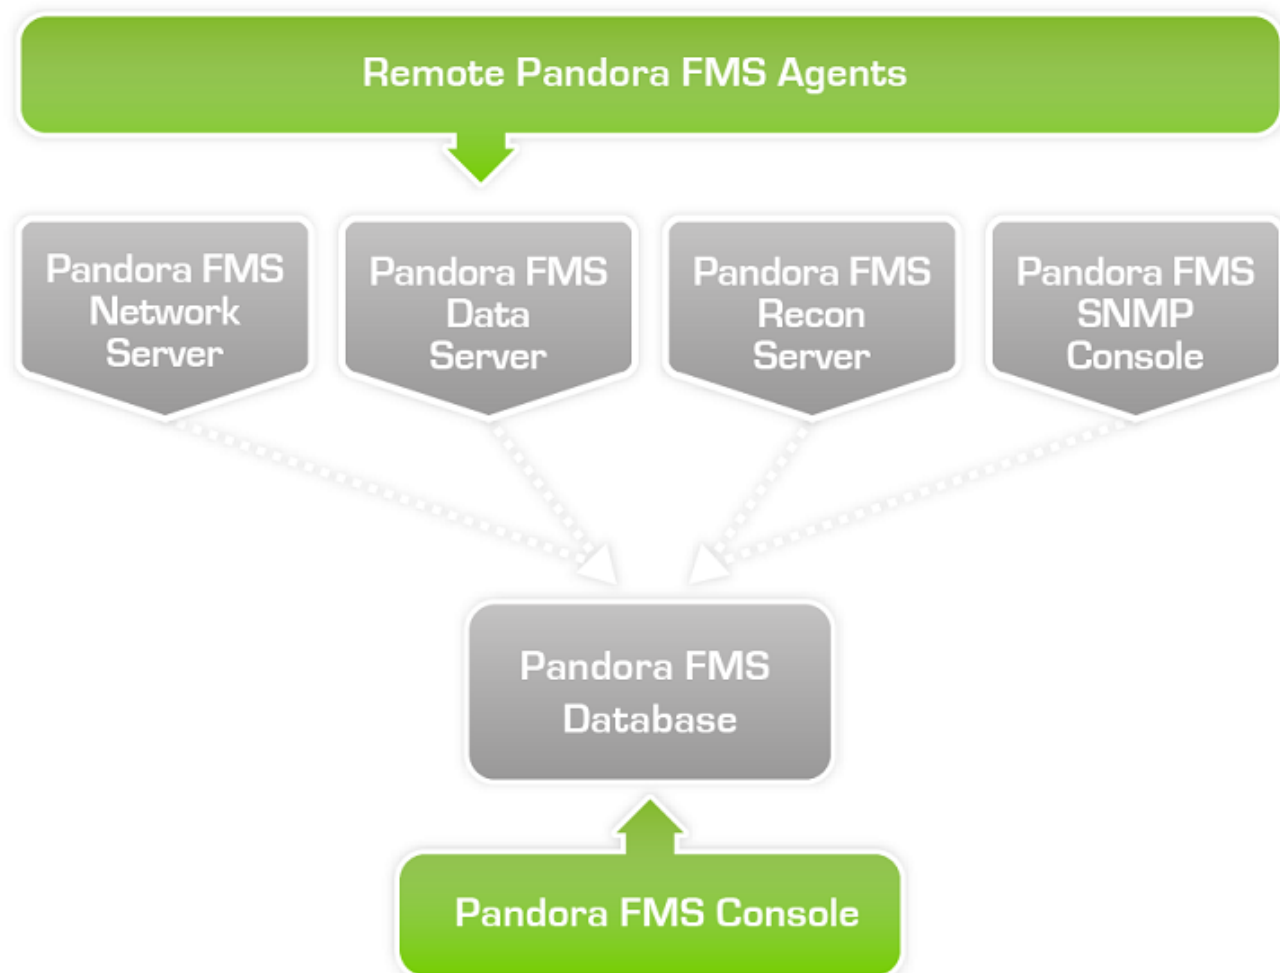 Remote Pandora FMS Agents
Pandora FMS
Network
Server
Pandora FMS
Data
Server
Pandora FMS
Recon
Server
Pandora FMS
SNMP
Console
Pandora FMS
Database
Pandora FMS Console